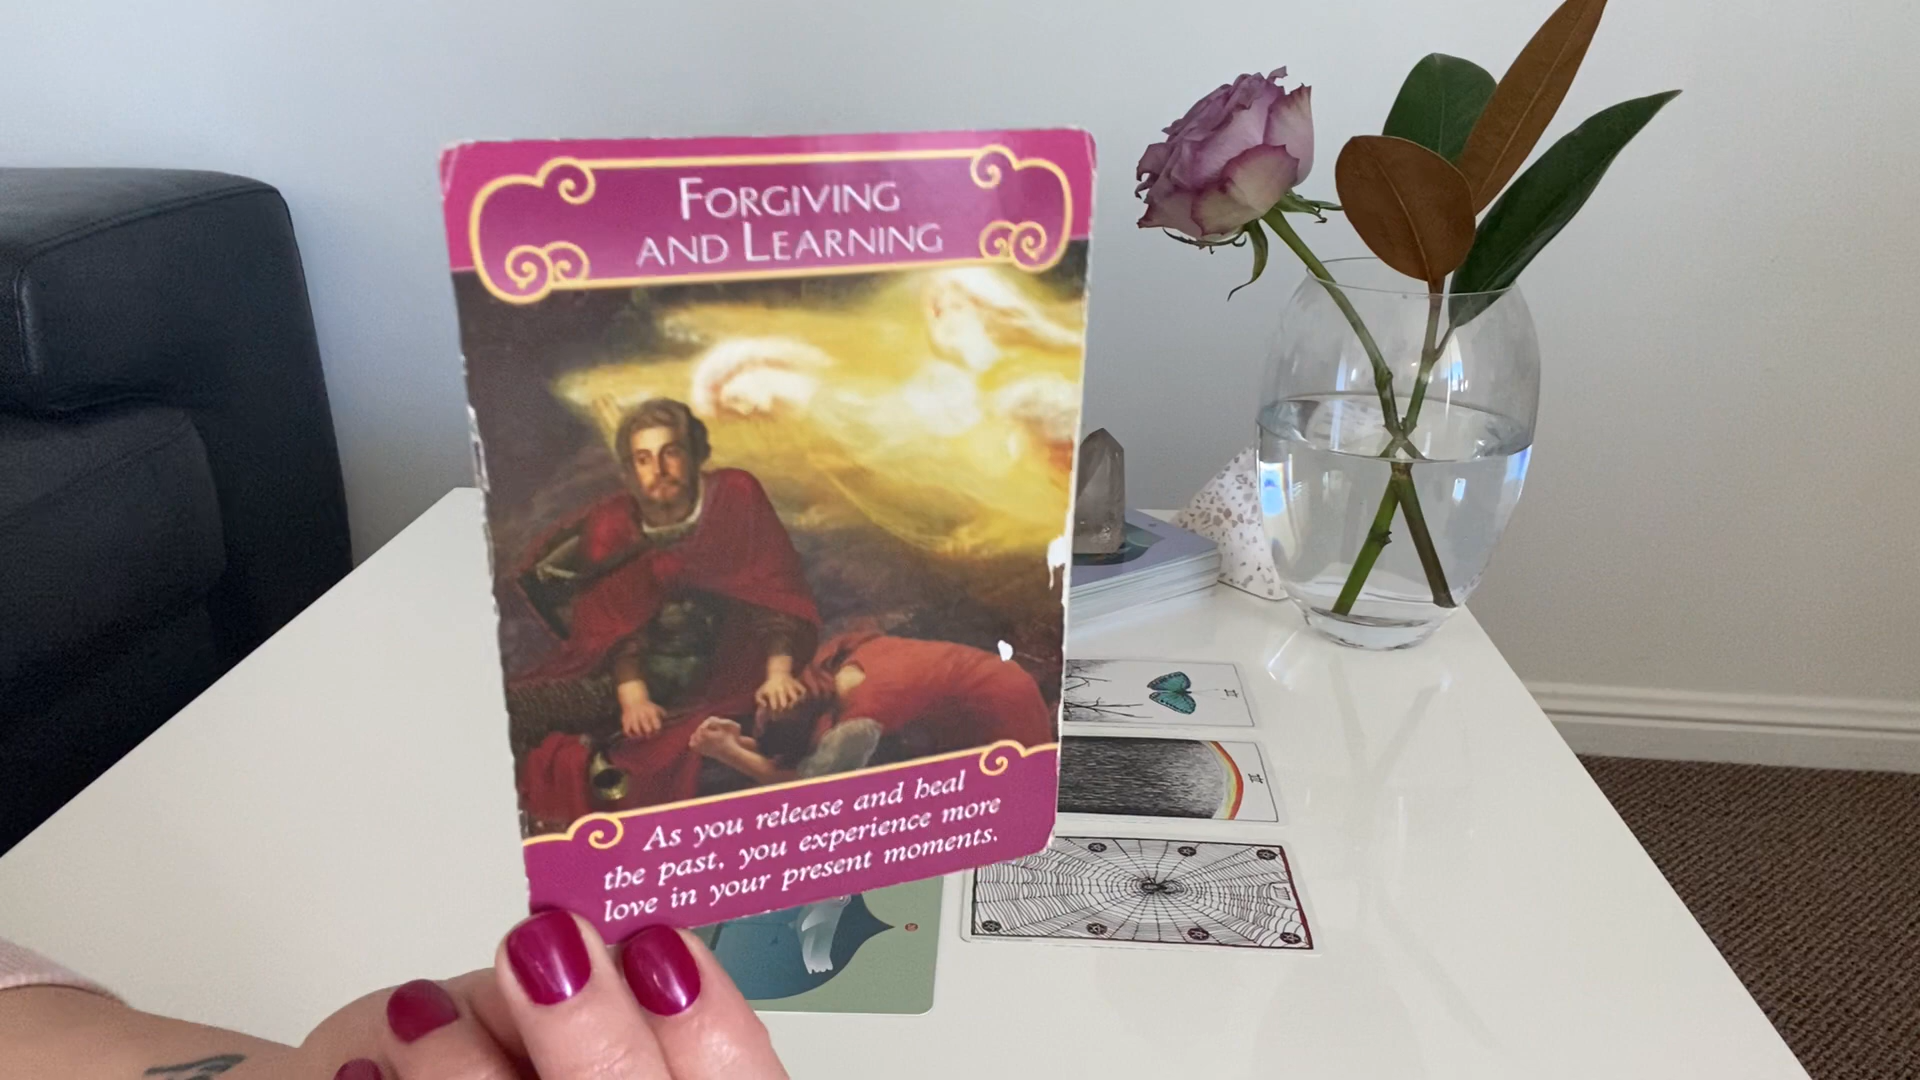 FORGIVING
AND LEARNING
As you release and heal
the past, you experience more
love in your present moments.